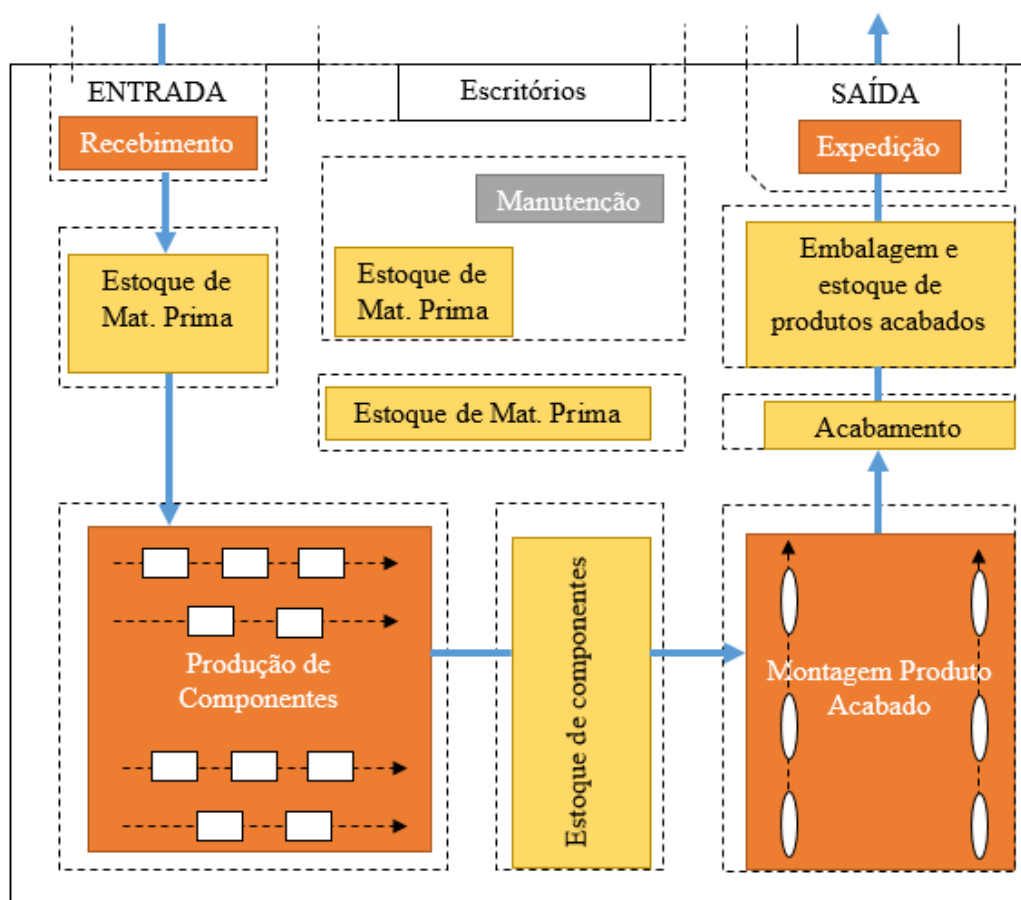 ENTRADA
Recebimento
Escritórios
SAÍDA
Expedição
Manutenção
Estoque de
Mat. Prima
Estoque de
Mat. Prima
Embalagem e
estoque de
produtos acabados
Estoque de Mat. Prima
Acabamento
Produção de
Componentes
Estoque de componentes
Montagem Produto
Acabado